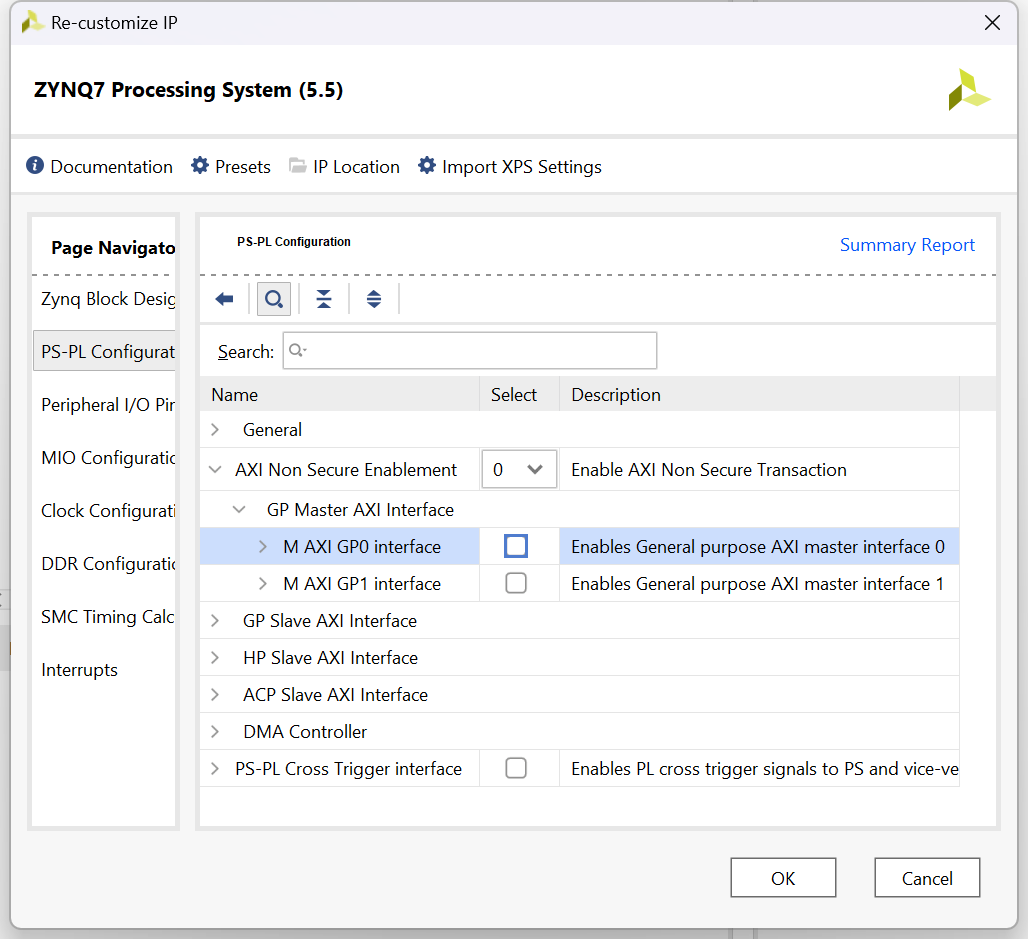 Re-customize IP
ZYNQ7 Processing System (5.5)
Documentation Presets IP Location Import XPS Settings
Page Navigato
Zynq Block Desig
PS-PL Configurat
Peripheral I/O Pin
MIO Configuratio
Clock Configurati
DDR Configuratio
SMC Timing Calc
Interrupts
PS-PL Configuration
Summary Report
Search:
Name Select Description
General
AXI Non Secure Enablement 0 Enable AXI Non Secure Transaction
GP Master AXI Interface
M AXI GP0 interface Enables General purpose AXI master interface 0
M AXI GP1 interface Enables General purpose AXI master interface 1
GP Slave AXI Interface
HP Slave AXI Interface
ACP Slave AXI Interface
DMA Controller
PS-PL Cross Trigger interface Enables PL cross trigger signals to PS and vice-ve
OK Cancel